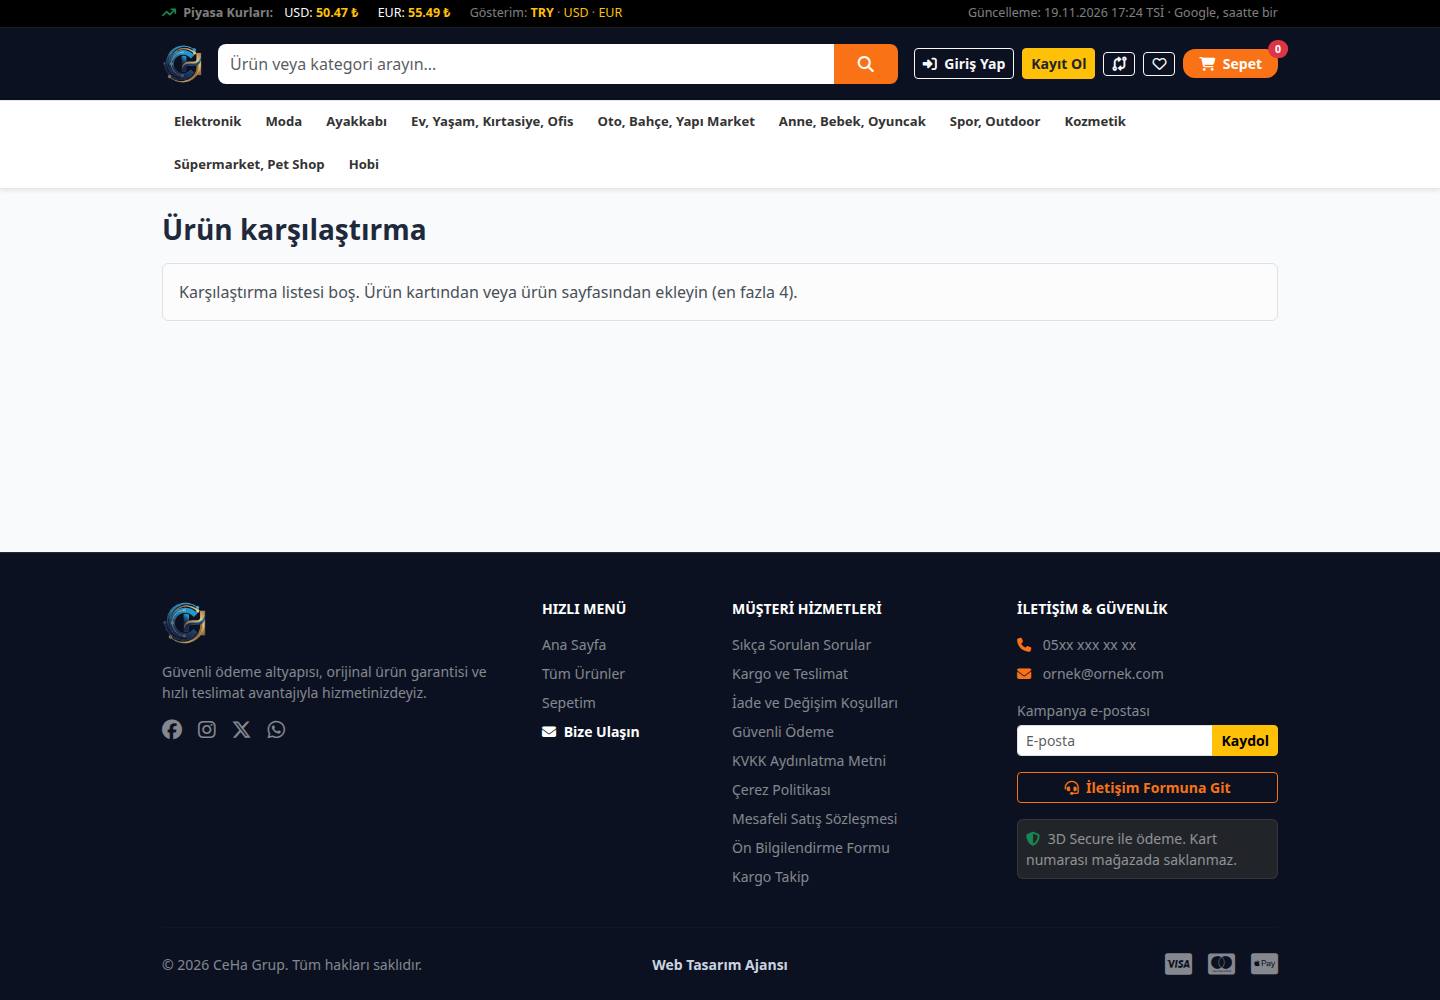 Piyasa Kurları: USD: 50.47 ₺ EUR: 55.49 ₺ Gösterim: TRY · USD · EUR Güncelleme: 19.11.2026 17:24 TSİ · Google, saatte bir
Ürün veya kategori arayın... Giriş Yap Kayıt Ol Sepet 0
Elektronik Moda Ayakkabı Ev, Yaşam, Kırtasiye, Ofis Oto, Bahçe, Yapı Market Anne, Bebek, Oyuncak Spor, Outdoor Kozmetik
Süpermarket, Pet Shop Hobi
Ürün karşılaştırma
Karşılaştırma listesi boş. Ürün kartından veya ürün sayfasından ekleyin (en fazla 4).
Güvenli ödeme altyapısı, orijinal ürün garantisi ve
hızlı teslimat avantajıyla hizmetinizdeyiz.
HIZLI MENÜ
Ana Sayfa
Tüm Ürünler
Sepetim
Bize Ulaşın
MÜŞTERİ HİZMETLERİ
Sıkça Sorulan Sorular
Kargo ve Teslimat
İade ve Değişim Koşulları
Güvenli Ödeme
KVKK Aydınlatma Metni
Çerez Politikası
Mesafeli Satış Sözleşmesi
Ön Bilgilendirme Formu
Kargo Takip
İLETİŞİM & GÜVENLİK
05xx xxx xx xx
ornek@ornek.com
Kampanya e-postası
E-posta Kaydol
İletişim Formuna Git
3D Secure ile ödeme. Kart
numarası mağazada saklanmaz.
© 2026 CeHa Grup. Tüm hakları saklıdır. Web Tasarım Ajansı VISA Pay